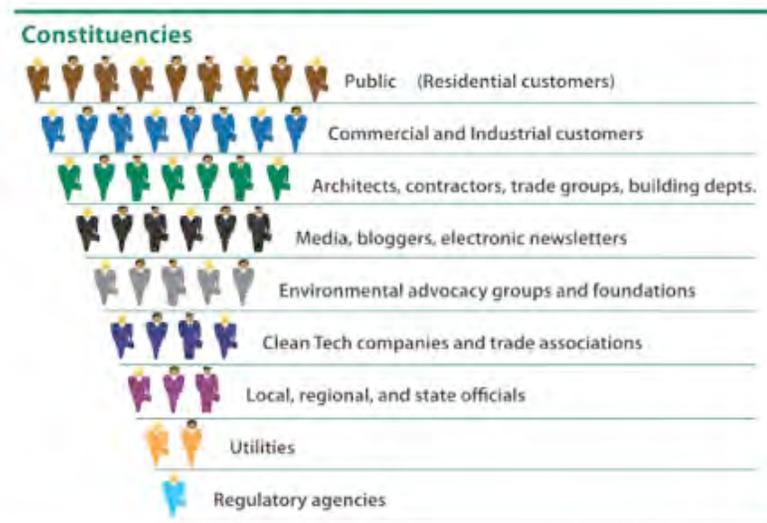 Constituencies
Public (Residential customers)
Commercial and Industrial customers
Architects, contractors, trade groups, building depts.
Media, bloggers, electronic newsletters
Environmental advocacy groups and foundations
Clean Tech companies and trade associations
Local, regional, and state officials
Utilities
Regulatory agencies